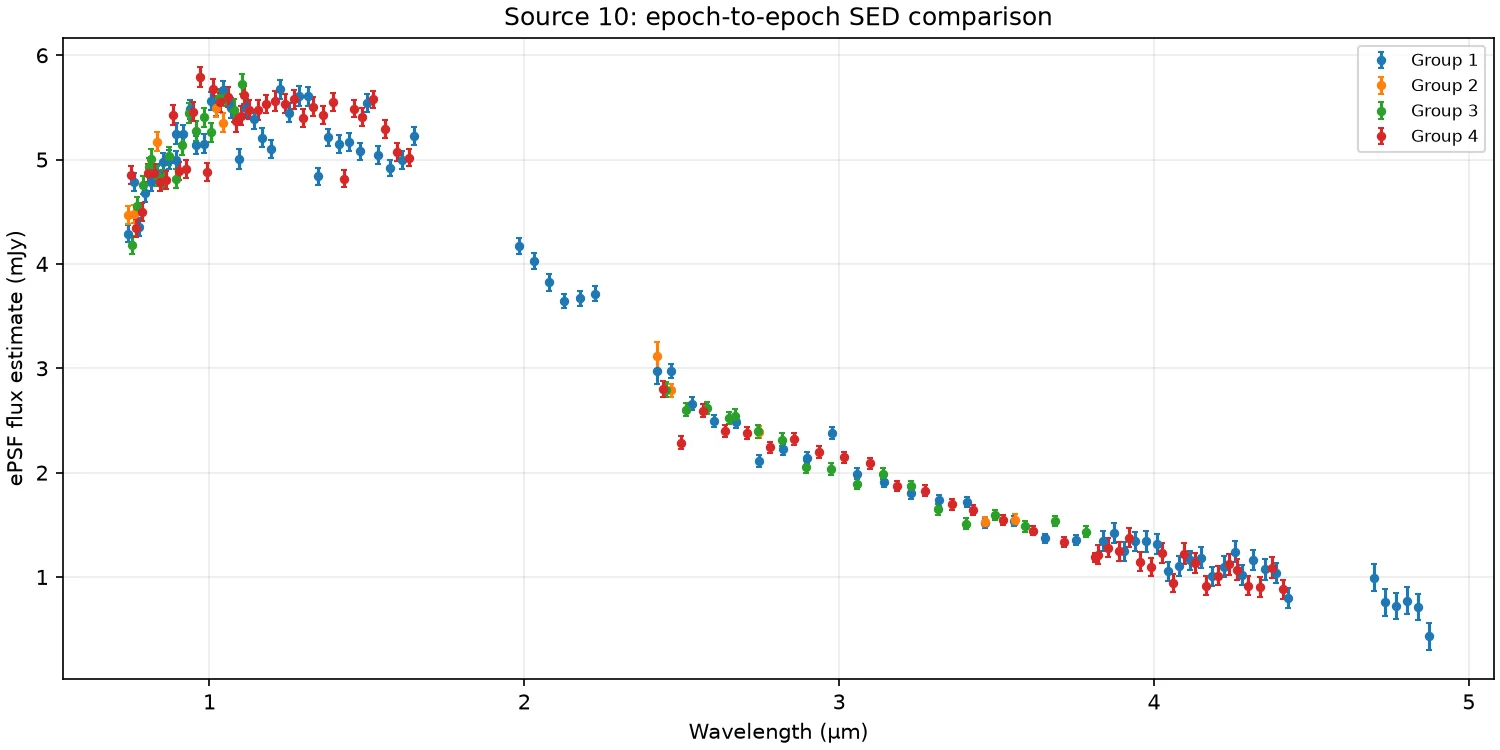 Source 10: epoch-to-epoch SED comparison
ePSF flux estimate (mJy)
6
5
4
3
2
1
Group 1
Group 2
Group 3
Group 4
1 2 3 4 5
Wavelength (μm)